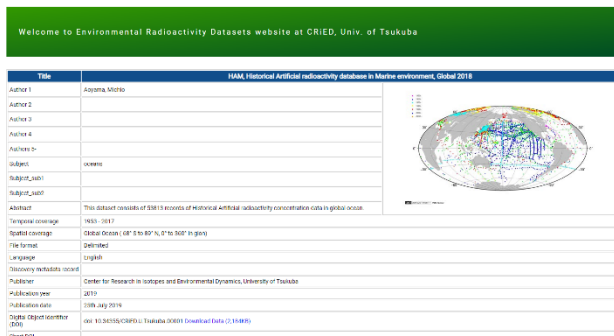 Welcome to Environmental Radioactivity Datasets website at CRiED, Univ. of Tsukuba
Title HAM, Historical Artificial radioactivity database in Marine environment, Global 2018
Author 1 Aoyama, Michio
Author 2
Author 3
Author 4
Authors 5-
Subject oceans
Subject_sub1
Subject_sub2
Abstract This dataset consists of records of Historical Artificial radioactivity concentration data in global ocean.
Temporal coverage - 2017
Spatial coverage Global Ocean
File format Delimited
Language English
Discovery metadata record
Publisher Center for Research in Isotopes and Environmental Dynamics, University of Tsukuba
Publication year 2019
Publication date July 2019
Digital Object Identifier
(DOI) Download Data